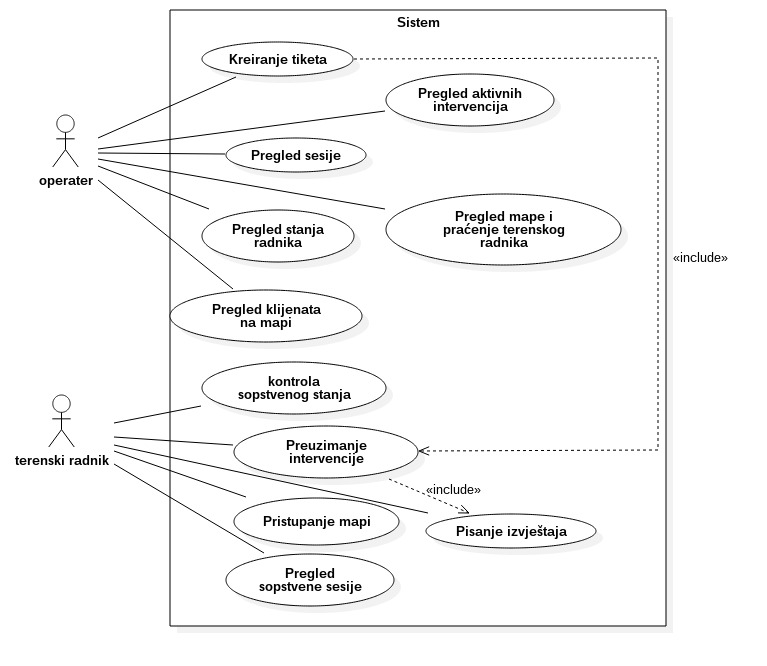 Sistem
Kreiranje tiketa
Pregled aktivnih
intervencija
Pregled sesije
operater
Pregled stanja
radnika
Pregled mape i
praćenje terenskog
radnika
«include»
Pregled klijenata
na mapi
kontrola
sopstvenog stanja
Preuzimanje
intervencije
terenski radnik
«include»
Pristupanje mapi
Pisanje izvještaja
Pregled
sopstvene sesije